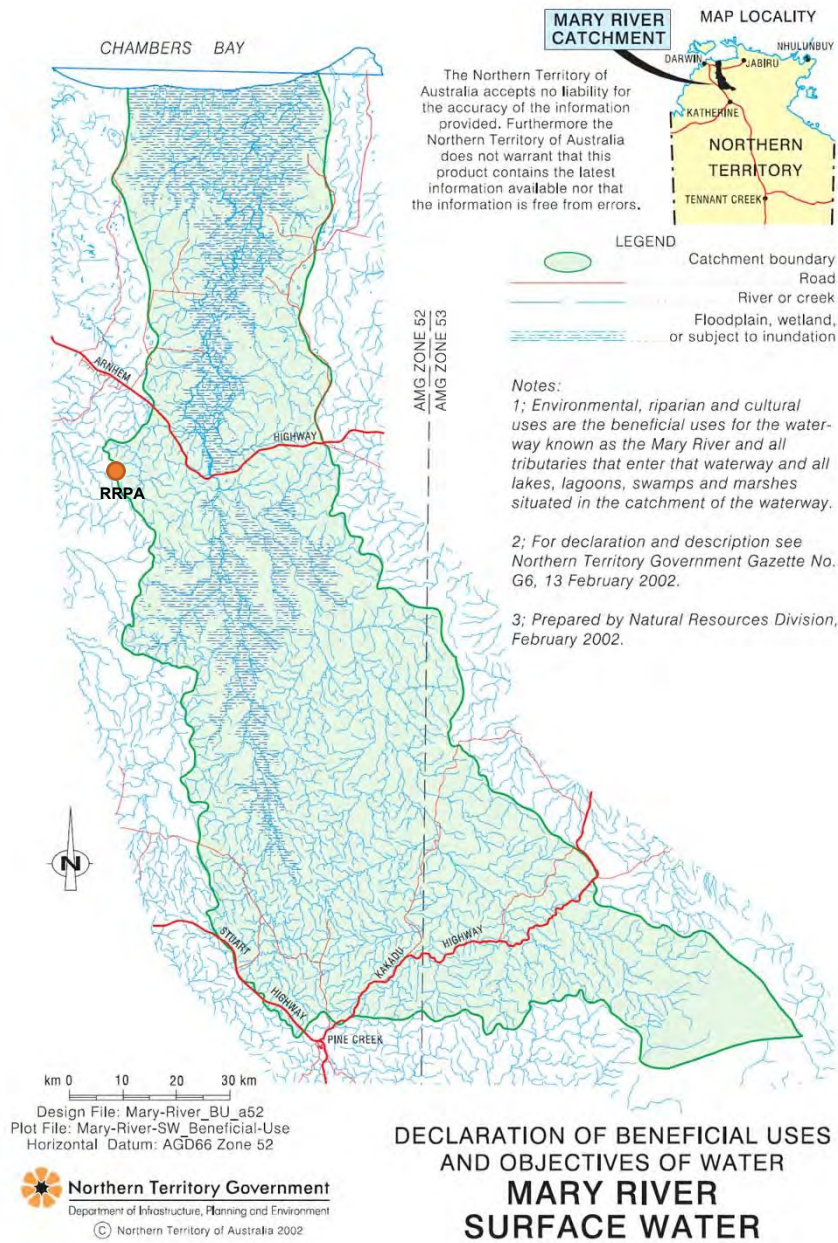 CHAMBERS BAY
MARY RIVER
CATCHMENT
MAP LOCALITY
DARWIN
JABIRU
NHULUNBUY
KATHERINE
NORTHERN
TERRITORY
TENNANT CREEK
The Northern Territory of
Australia accepts no liability for
the accuracy of the information
provided. Furthermore the
Northern Territory of Australia
does not warrant that this
product contains the latest
information available nor that
the information is free from errors.
LEGEND
Catchment boundary
Road
River or creek
Floodplain, wetland,
or subject to inundation
AMG ZONE 52
AMG ZONE 53
ARNHEM
HIGHWAY
RRPA
Notes:
1; Environmental, riparian and cultural
uses are the beneficial uses for the water-
way known as the Mary River and all
tributaries that enter that waterway and all
lakes, lagoons, swamps and marshes
situated in the catchment of the waterway.
2; For declaration and description see
Northern Territory Government Gazette No.
G6, 13 February 2002.
3; Prepared by Natural Resources Division,
February 2002.
N
STUART
HIGHWAY
KAKADU
HIGHWAY
PINE CREEK
km 0 10 20 30 km
Design File: Mary-River_BU_a52
Plot File: Mary-River-SW_Beneficial-Use
Horizontal Datum: AGD66 Zone 52
Northern Territory Government
Department of Infrastructure, Planning and Environment
© Northern Territory of Australia 2002
DECLARATION OF BENEFICIAL USES
AND OBJECTIVES OF WATER
MARY RIVER
SURFACE WATER